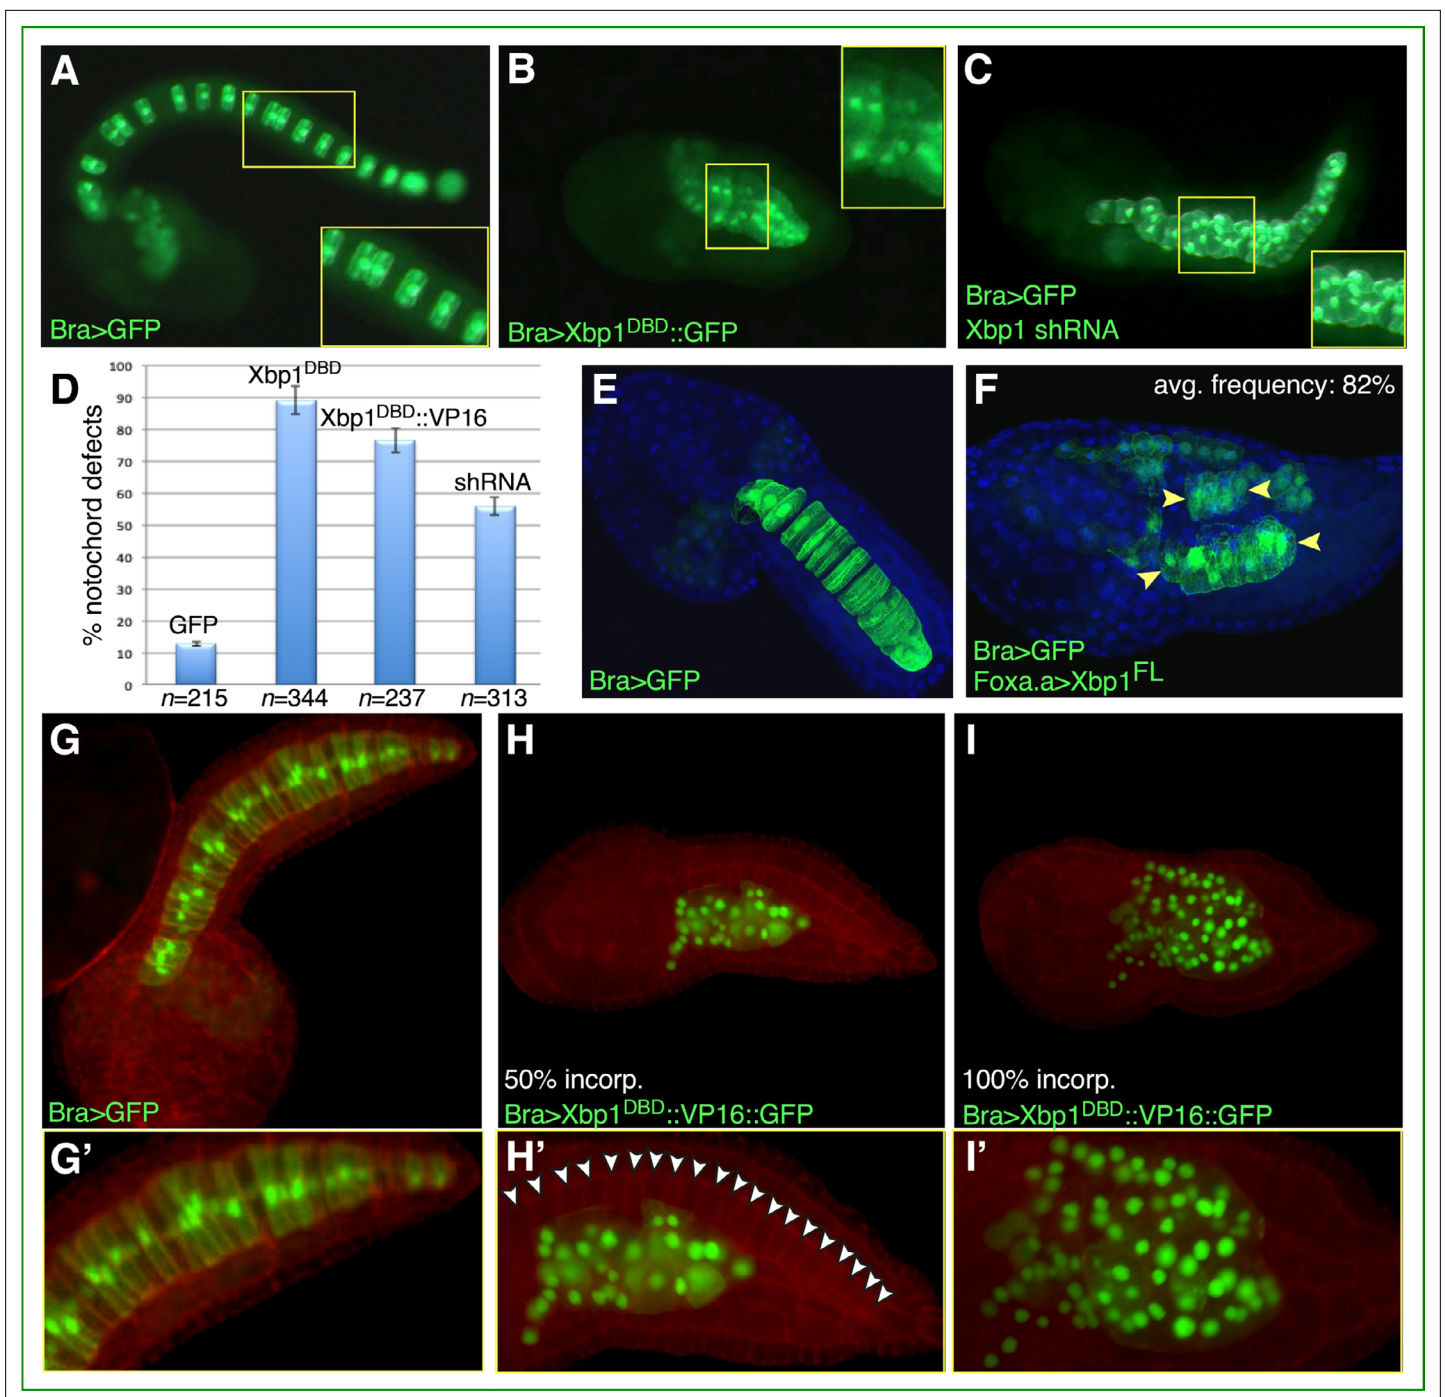 A
Bra>GFP
B
Bra>Xbp1DBD::GFP
C
Bra>GFP
Xbp1 shRNA
D
% notochord defects
100
90
80
70
60
50
40
30
20
10
0
GFP
Xbp1DBD
Xbp1DBD::VP16
shRNA
n=215 n=344 n=237 n=313
E
Bra>GFP
F
avg. frequency: 82%
Bra>GFP
Foxa.a>Xbp1FL
G
Bra>GFP
H
50% incorp.
Bra>Xbp1DBD::VP16::GFP
I
100% incorp.
Bra>Xbp1DBD::VP16::GFP
G’
H’
I’